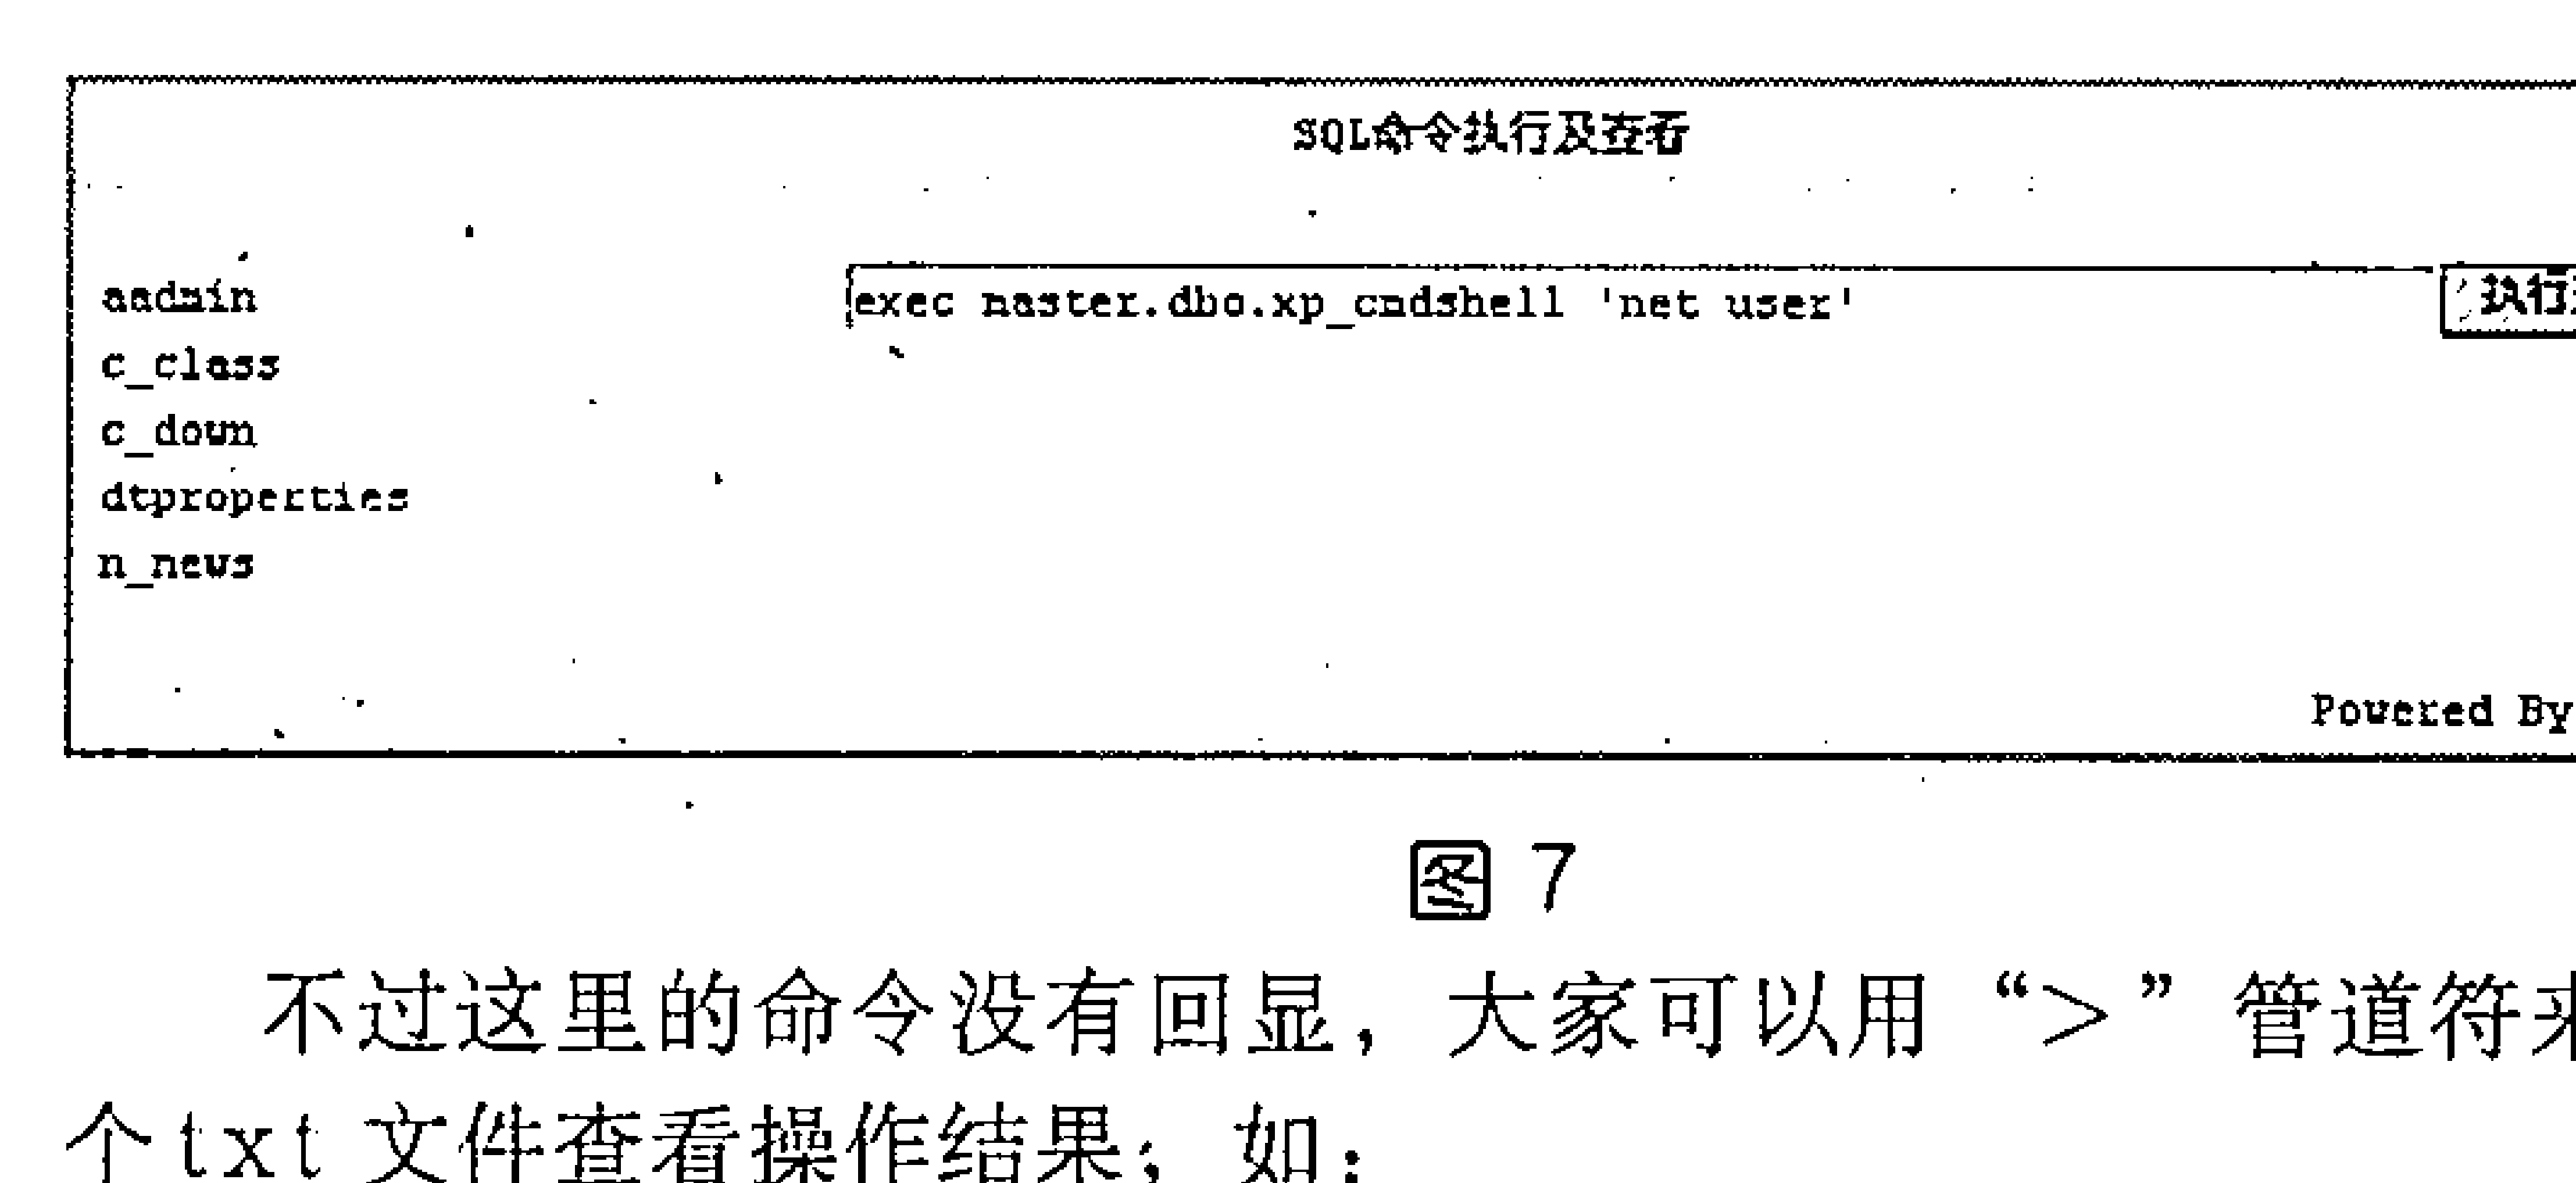 SQL命令执行及查看
aadmin
exec master.dbo.xp_cmdshell 'net user'
执行
c_class
c_down
dtproperties
n_news
Powered By
图 7
不过这里的命令没有回显，大家可以用“>”管道符来
个txt 文件查看操作结果；如：